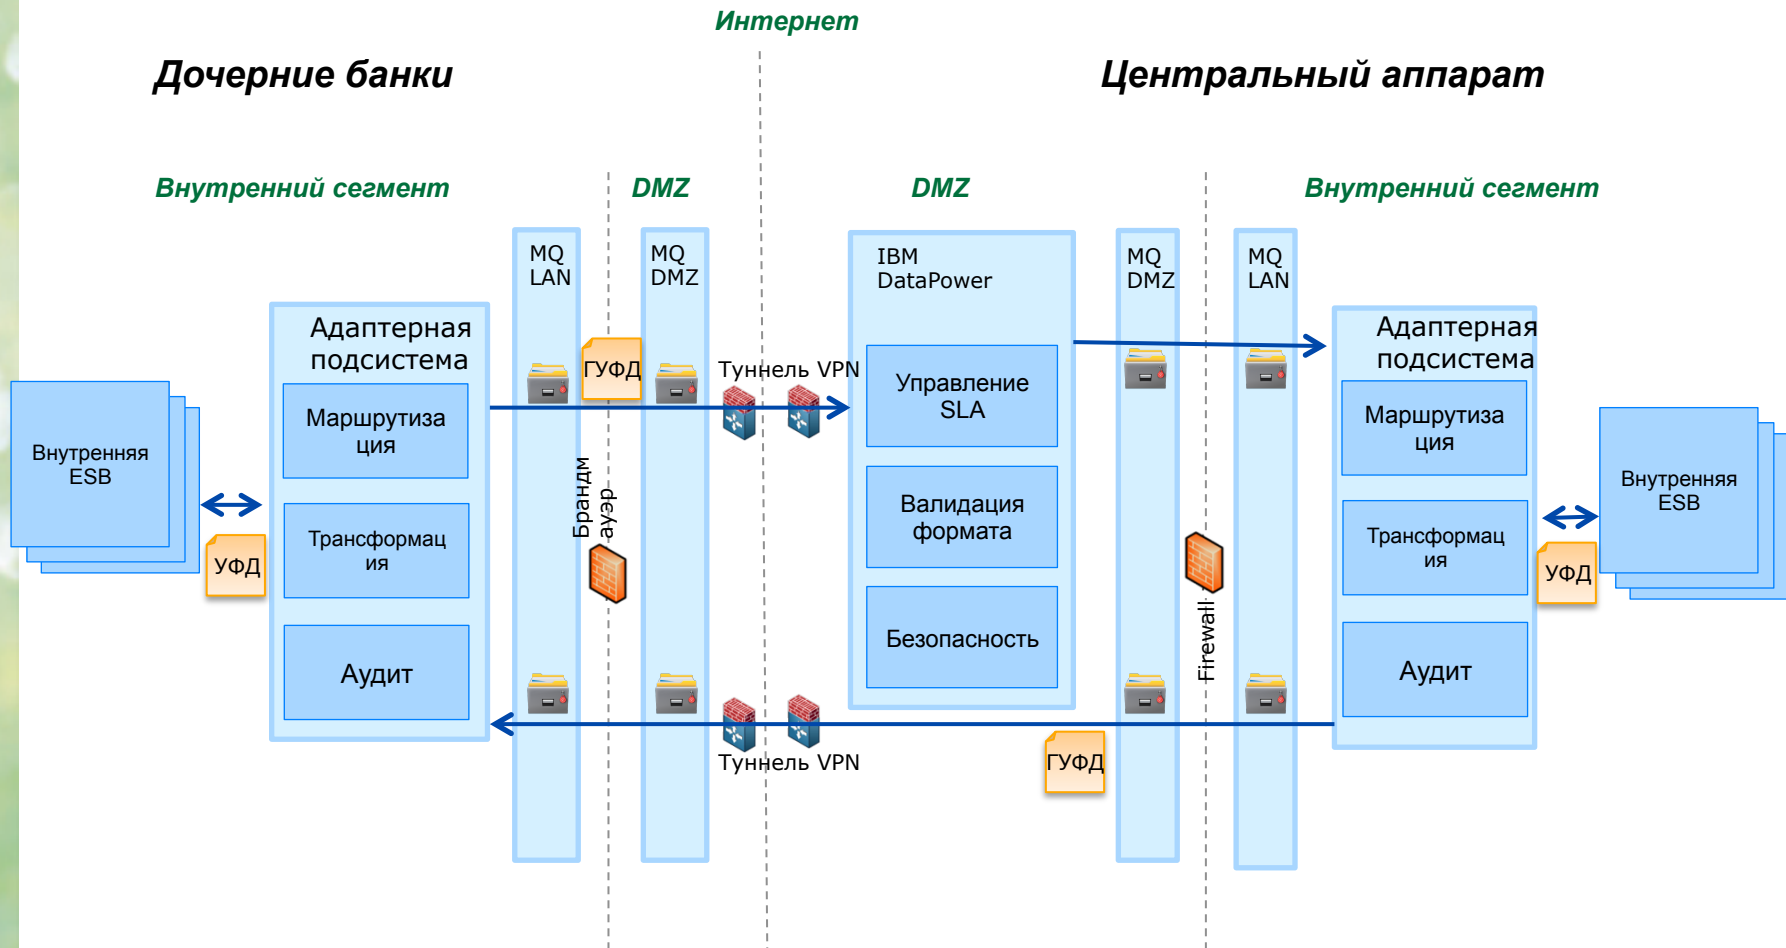 Интернет
Дочерние банки
Центральный аппарат
Внутренний сегмент
DMZ
DMZ
Внутренний сегмент
MQ
LAN
MQ
DMZ
IBM
DataPower
MQ
DMZ
MQ
LAN
Адаптерная
подсистема
Маршрутиза
ция
Трансформац
ия
Аудит
Внутренняя
ESB
УФД
ГУФД
Брандм
ауэр
Туннель VPN
Управление
SLA
Валидация
формата
Безопасность
Туннель VPN
ГУФД
Firewall
Адаптерная
подсистема
Маршрутиза
ция
Трансформац
ия
Аудит
УФД
Внутренняя
ESB